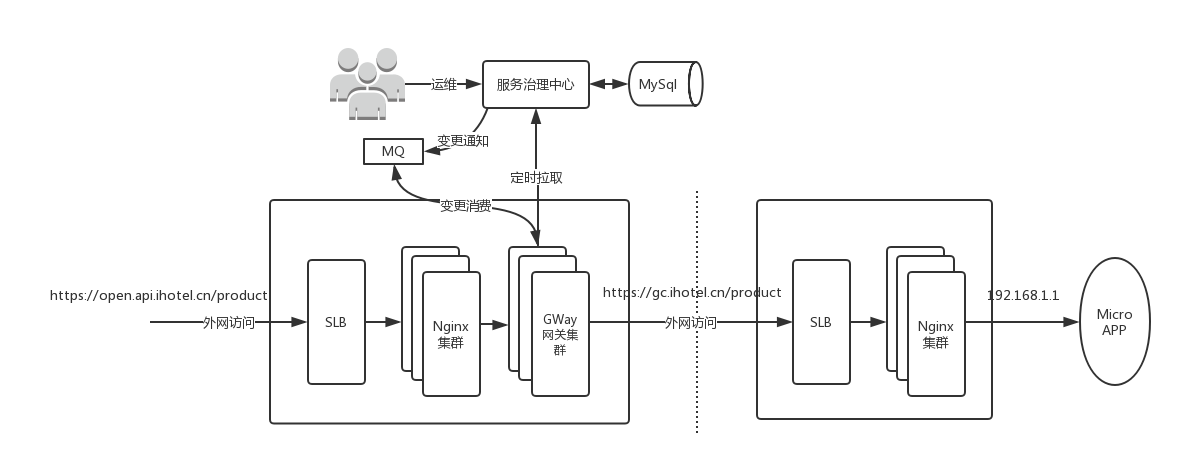 运维
服务治理中心
MySql
变更通知
MQ
定时拉取
变更消费
https://open.api.ihotel.cn/product
外网访问
SLB
Nginx
集群
GWay
网关集
群
https://gc.ihotel.cn/product
外网访问
SLB
Nginx
集群
192.168.1.1
Micro
APP